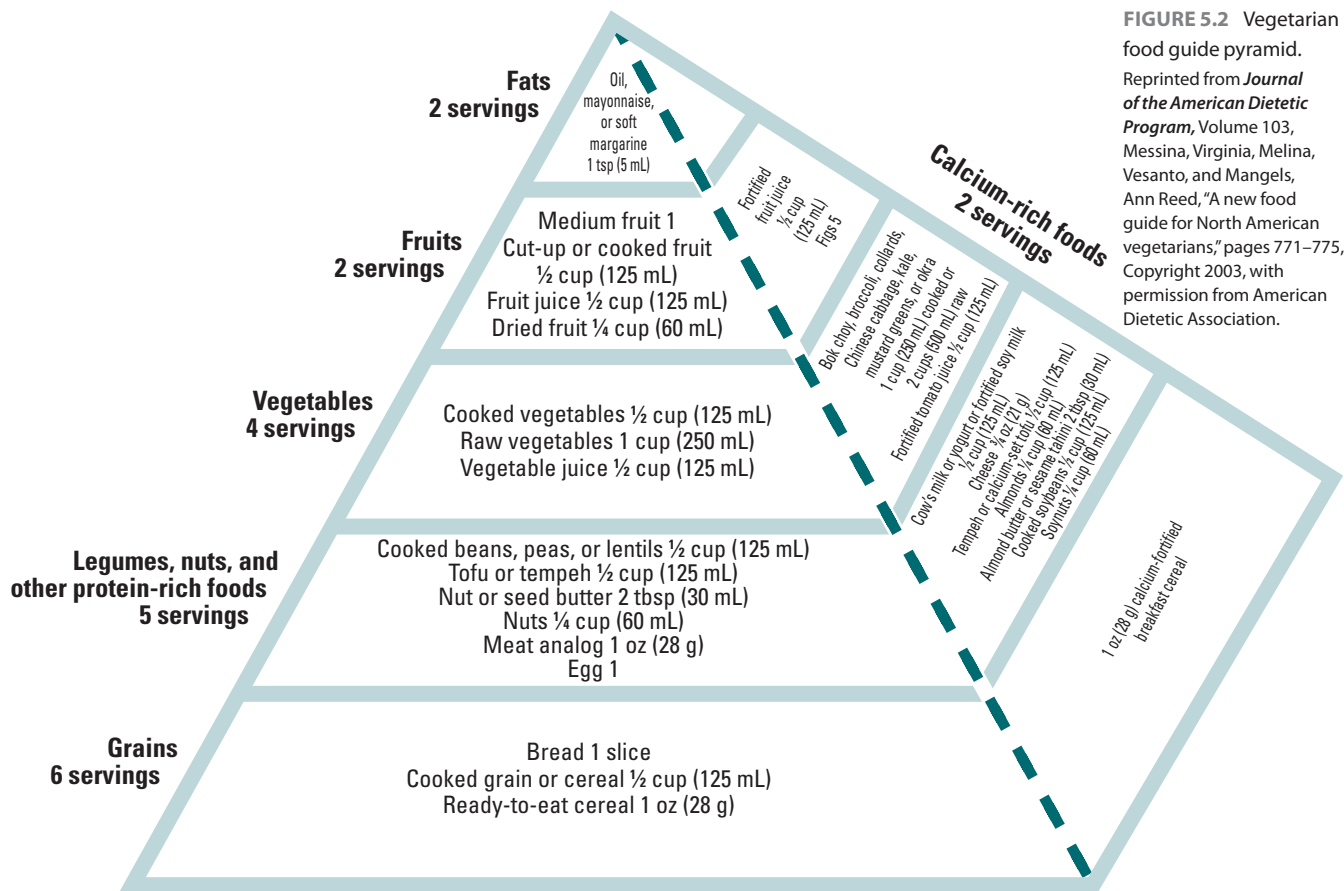 FIGURE 5.2 Vegetarian
food guide pyramid.
Reprinted from Journal
of the American Dietetic
Program, Volume 103,
Messina, Virginia, Melina,
Vesanto, and Mangels,
Ann Reed, “A new food
guide for North American
vegetarians,” pages 771–775,
Copyright 2003, with
permission from American
Dietetic Association.
Fats
2 servings
Oil,
mayonnaise,
or soft
margarine
1 tsp (5 mL)
Fruits
2 servings
Medium fruit 1
Cut-up or cooked fruit
½ cup (125 mL)
Fruit juice ½ cup (125 mL)
Dried fruit ¼ cup (60 mL)
Vegetables
4 servings
Cooked vegetables ½ cup (125 mL)
Raw vegetables 1 cup (250 mL)
Vegetable juice ½ cup (125 mL)
Legumes, nuts, and
other protein-rich foods
5 servings
Cooked beans, peas, or lentils ½ cup (125 mL)
Tofu or tempeh ½ cup (125 mL)
Nut or seed butter 2 tbsp (30 mL)
Nuts ¼ cup (60 mL)
Meat analog 1 oz (28 g)
Egg 1
Grains
6 servings
Bread 1 slice
Cooked grain or cereal ½ cup (125 mL)
Ready-to-eat cereal 1 oz (28 g)
Calcium-rich foods
2 servings
Fortified
fruit juice
½ cup
(125 mL)
Figs 5
Bok choy, broccoli, collards,
Chinese cabbage, kale,
mustard greens, or okra
1 cup (250 mL) cooked or
2 cups (500 mL) raw
Fortified tomato juice ½ cup (125 mL)
Cow's milk or yogurt or fortified soy milk
½ cup (125 mL)
Cheese ¾ oz (21 g)
Tempeh or calcium-set tofu ½ cup (125 mL)
Almonds ¼ cup (60 mL)
Almond butter or sesame tahini 2 tbsp (30 mL)
Cooked soybeans ½ cup (125 mL)
Soynuts ¼ cup (60 mL)
1 oz (28 g) calcium-fortified
breakfast cereal